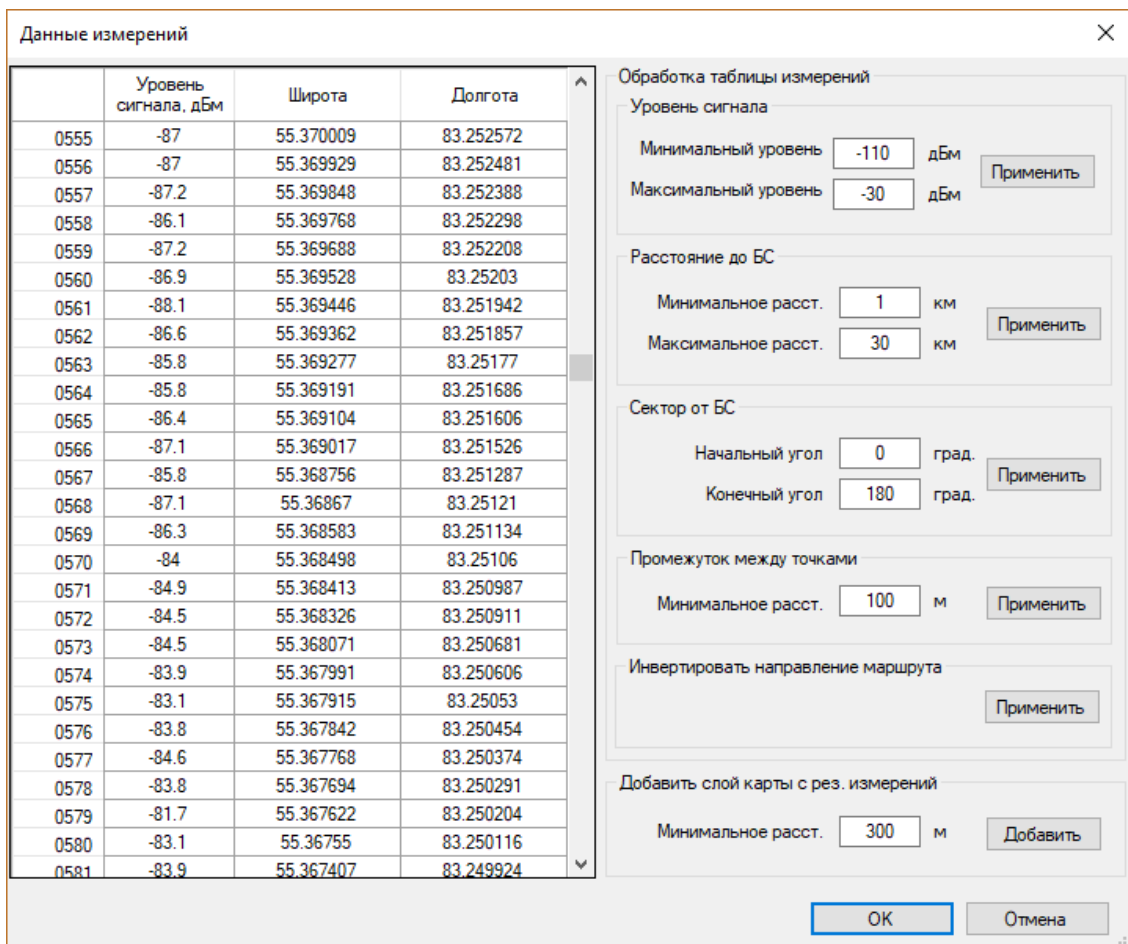 Данные измерений
Уровень сигнала, дБм Широта Долгота
0555 -87 55.370009 83.252572
0556 -87 55.369929 83.252481
0557 -87.2 55.369848 83.252388
0558 -86.1 55.369768 83.252298
0559 -87.2 55.369688 83.252208
0560 -86.9 55.369528 83.25203
0561 -88.1 55.369446 83.251942
0562 -86.6 55.369362 83.251857
0563 -85.8 55.369277 83.25177
0564 -85.8 55.369191 83.251686
0565 -86.4 55.369104 83.251606
0566 -87.1 55.369017 83.251526
0567 -85.8 55.368756 83.251287
0568 -87.1 55.36867 83.25121
0569 -86.3 55.368583 83.251134
0570 -84 55.368498 83.25106
0571 -84.9 55.368413 83.250987
0572 -84.5 55.368326 83.250911
0573 -84.5 55.368071 83.250681
0574 -83.9 55.367991 83.250606
0575 -83.1 55.367915 83.25053
0576 -83.8 55.367842 83.250454
0577 -84.6 55.367768 83.250374
0578 -83.8 55.367694 83.250291
0579 -81.7 55.367622 83.250204
0580 -83.1 55.36755 83.250116
0581 -83.9 55.367407 83.249924
Обработка таблицы измерений
Уровень сигнала
Минимальный уровень -110 дБм
Применить
Максимальный уровень -30 дБм
Расстояние до БС
Минимальное расст. 1 км
Применить
Максимальное расст. 30 км
Сектор от БС
Начальный угол 0 град.
Применить
Конечный угол 180 град.
Промежуток между точками
Минимальное расст. 100 м Применить
Инвертировать направление маршрута
Применить
Добавить слой карты с рез. измерений
Минимальное расст. 300 м Добавить
OK Отмена